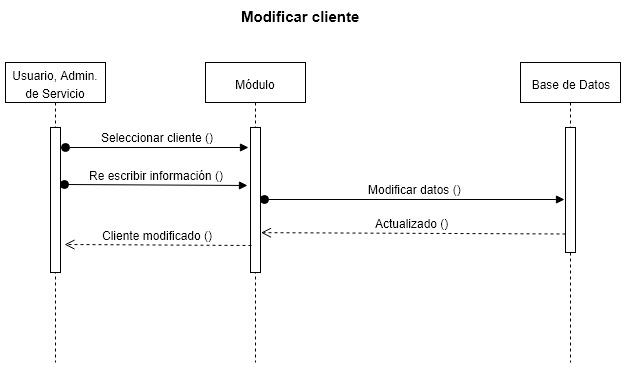 Modificar cliente
Usuario, Admin.
de Servicio
Módulo
Base de Datos
Seleccionar cliente ()
Re escribir información ()
Modificar datos ()
Actualizado ()
Cliente modificado ()